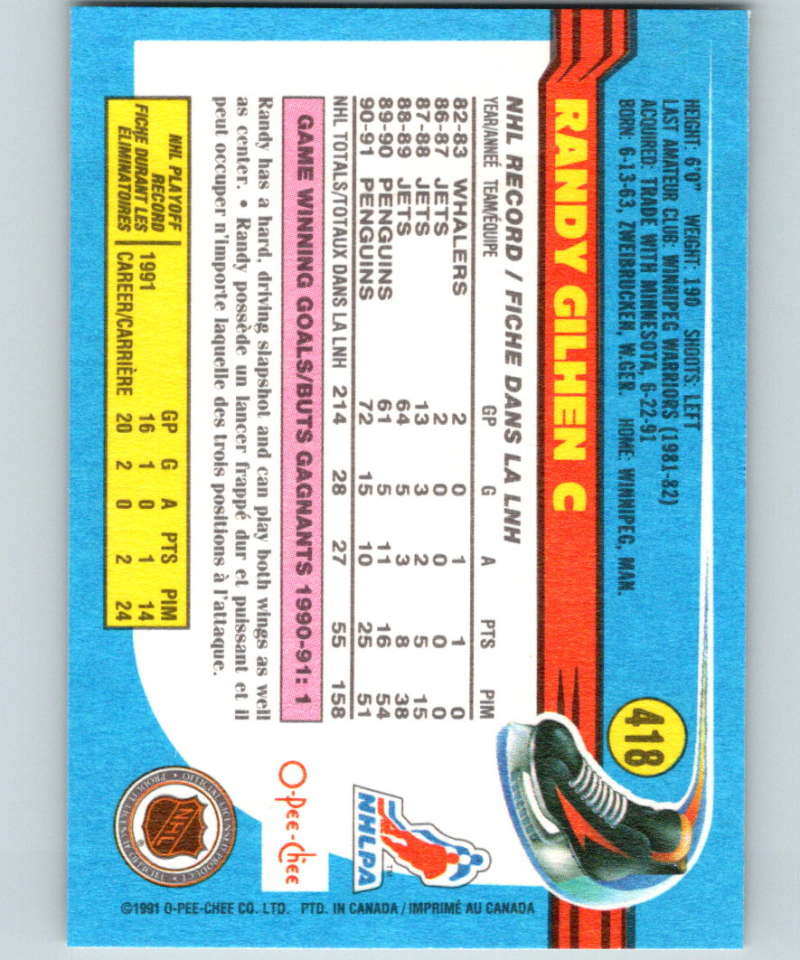 418
HEIGHT: 6'0" WEIGHT: 190 SHOOTS: LEFT
LAST AMATEUR CLUB: WINNIPEG WARRIORS (1981-82)
ACQUIRED: TRADE WITH MINNESOTA, 6-22-91
BORN: 6-13-63, ZWEIBRUCKEN, W.GER. HOME: WINNIPEG, MAN.
RANDY GILHEN C
NHL RECORD / FICHE DANS LA LNH
YEAR/ANNÉE TEAM/ÉQUIPE GP G A PTS PIM
82-83 WHALERS 2 0 1 1 0
86-87 JETS 2 0 0 0 0
87-88 JETS 13 3 2 5 15
88-89 JETS 64 5 3 8 38
89-90 PENGUINS 61 5 11 16 54
90-91 PENGUINS 72 15 10 25 51
NHL TOTALS/TOTAUX DANS LA LNH 214 28 27 55 158
GAME WINNING GOALS/BUTS GAGNANTS 1990-91: 1
Randy has a hard, driving slapshot and can play both wings as well
as center. • Randy possède un lancer frappé dur et puissant et il
peut occuper n'importe laquelle des trois positions à l'attaque.
NHL PLAYOFF
RECORD
FICHE DURANT LES
ÉLIMINATOIRES
GP G A PTS PIM
1991 16 1 0 1 14
CAREER/CARRIÈRE 20 2 0 2 24
NHLPA
TM
O-Pee-Chee
NHL
©1991 O-PEE-CHEE CO. LTD. PTD. IN CANADA / IMPRIMÉ AU CANADA